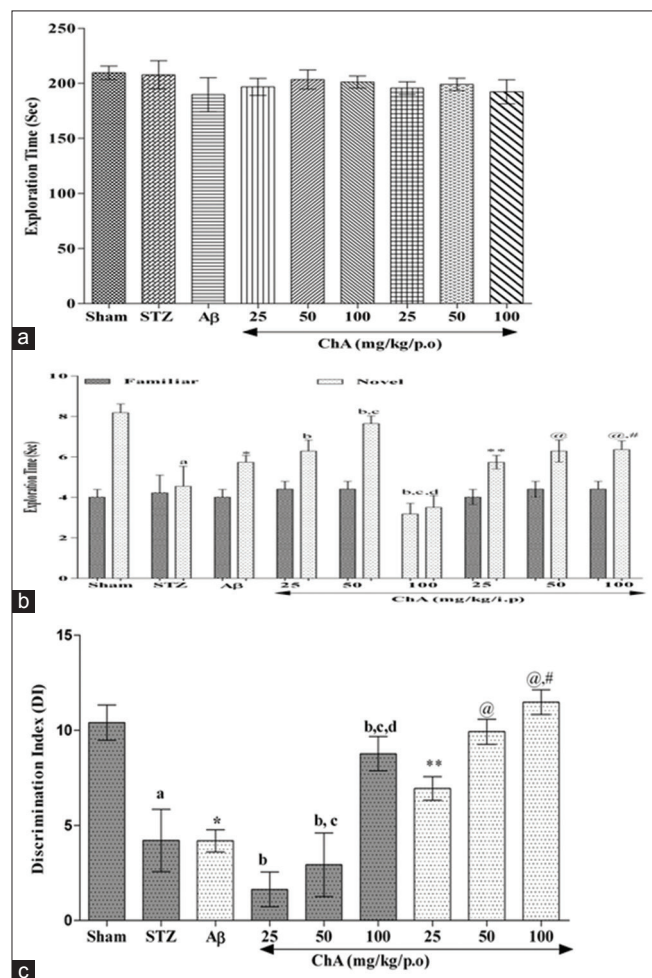 250
200
150
100
50
0
Exploration Time (Sec)
Sham STZ Aβ 25 50 100 25 50 100
ChA (mg/kg/p.o)
a
Familiar Novel
10
8
6
4
2
0
Exploration Time (Sec)
a * b b,c b,c,d ** @ @,#
Sham STZ Aβ 25 50 100 25 50 100
ChA (mg/kg/i.p)
b
15
10
5
0
Discrimination Index (DI)
a * b b, c b,c,d ** @ @,#
Sham STZ Aβ 25 50 100 25 50 100
ChA (mg/kg/p.o)
c